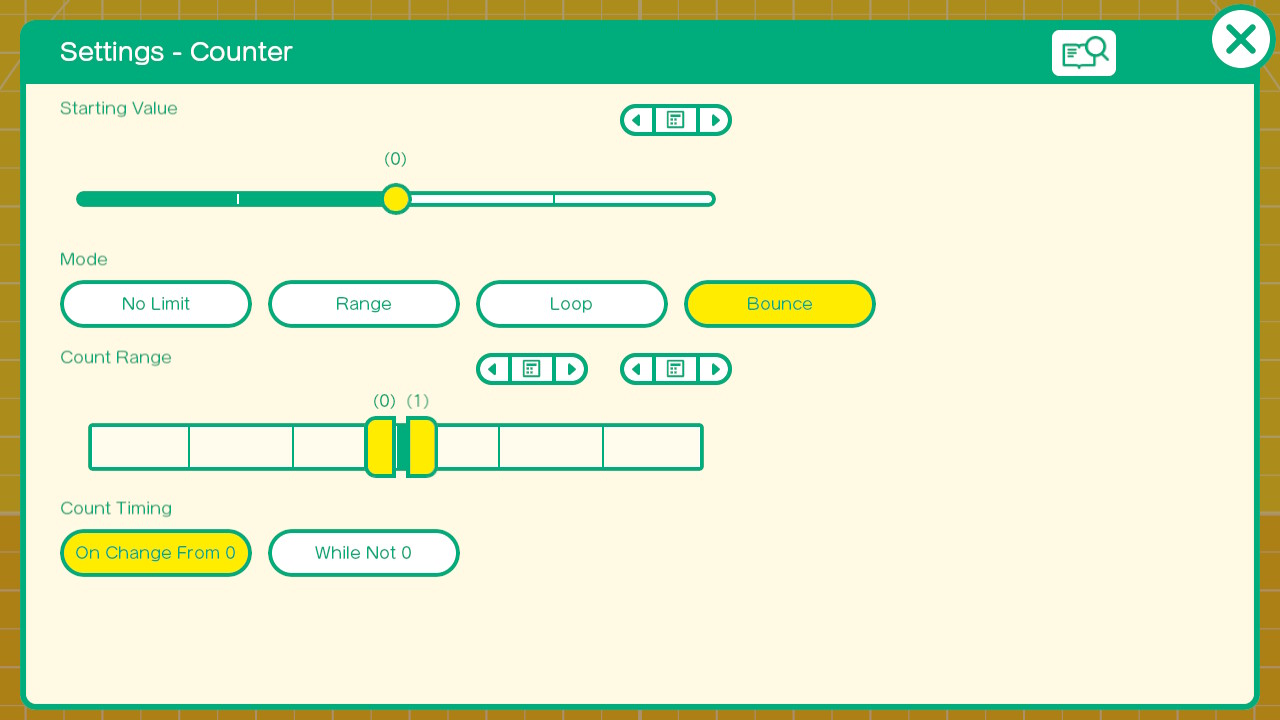 Settings - Counter
Starting Value
(0)
Mode
No Limit
Range
Loop
Bounce
Count Range
(0) (1)
Count Timing
On Change From 0
While Not 0